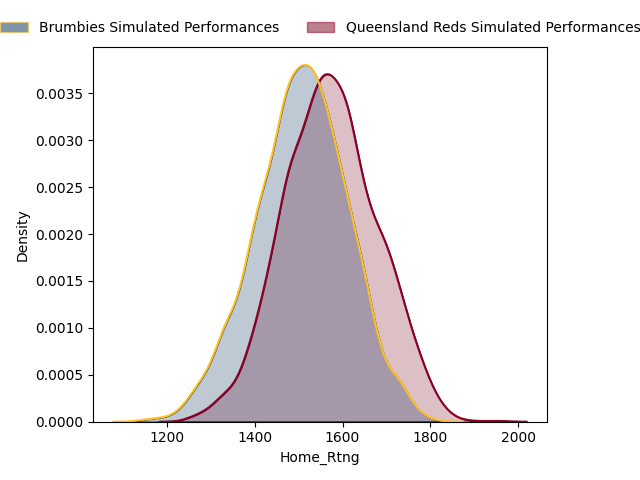 Brumbies Simulated Performances Queensland Reds Simulated Performances
0.0035
0.0030
0.0025
0.0020
0.0015
0.0010
0.0005
0.0000
Density
1200 1400 1600 1800 2000
Home_Rtng